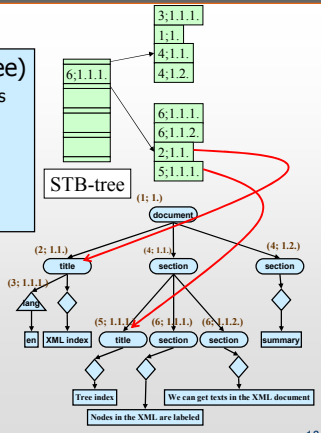 3;1.1.1.
1;1.
4;1.1.
4;1.2.
ee)
6;1.1.1.
s
6;1.1.1.
6;1.1.2.
2;1.1.
5;1.1.1.
STB-tree
(1; 1.)
document
(2; 1.1.)
(4; 1.1.)
(4; 1.2.)
title
section
section
(3; 1.1.1.)
lang
(5; 1.1.1.)
(6; 1.1.1.)
(6; 1.1.2.)
en
XML index
title
section
section
summary
Tree index
We can get texts in the XML document
Nodes in the XML are labeled